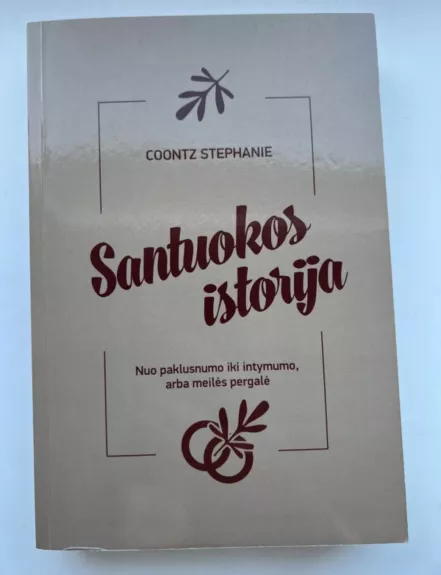 COONTZ STEPHANIE
Santuokos
istorija
Nuo paklusnumo iki intymumo,
arba meilės pergalė